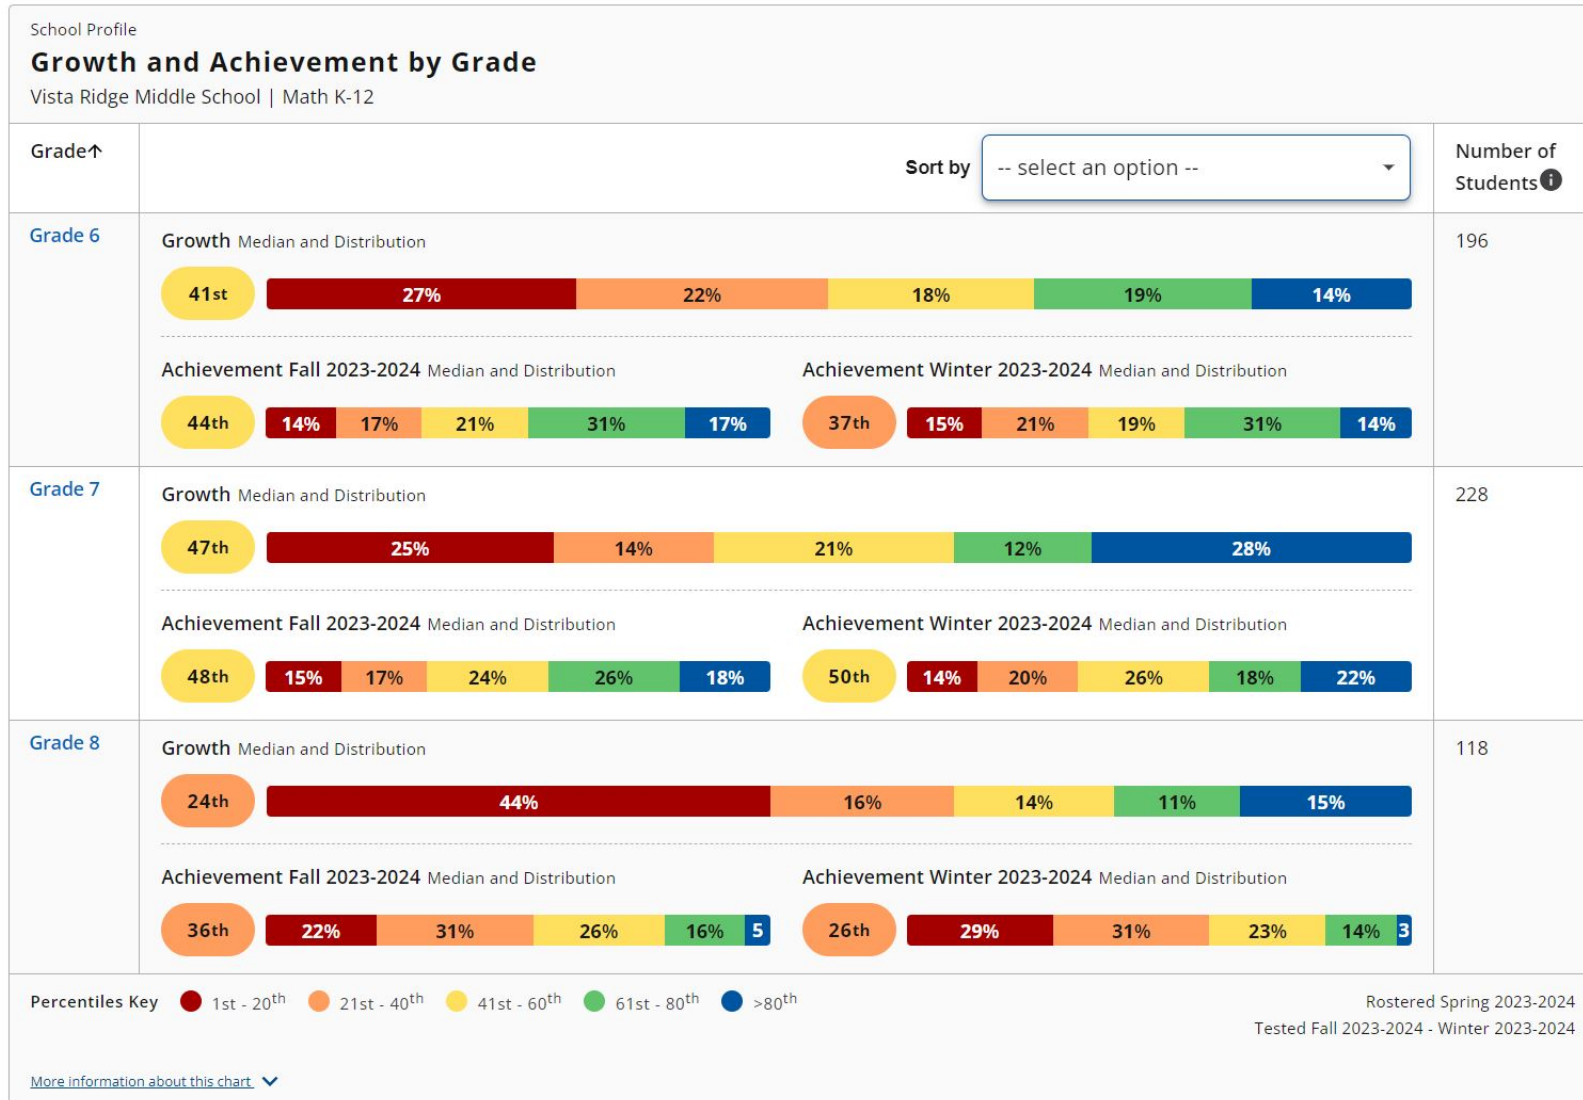 School Profile
Growth and Achievement by Grade
Vista Ridge Middle School | Math K-12
Grade↑
Sort by
-- select an option --
Number of
Students
Grade 6
Growth Median and Distribution
196
41st 27% 22% 18% 19% 14%
Achievement Fall 2023-2024 Median and Distribution
44th 14% 17% 21% 31% 17%
Achievement Winter 2023-2024 Median and Distribution
37th 15% 21% 19% 31% 14%
Grade 7
Growth Median and Distribution
228
47th 25% 14% 21% 12% 28%
Achievement Fall 2023-2024 Median and Distribution
48th 15% 17% 24% 26% 18%
Achievement Winter 2023-2024 Median and Distribution
50th 14% 20% 26% 18% 22%
Grade 8
Growth Median and Distribution
118
24th 44% 16% 14% 11% 15%
Achievement Fall 2023-2024 Median and Distribution
36th 22% 31% 26% 16% 5
Achievement Winter 2023-2024 Median and Distribution
26th 29% 31% 23% 14% 3
Percentiles Key 1st - 20th 21st - 40th 41st - 60th 61st - 80th >80th
Rostered Spring 2023-2024
Tested Fall 2023-2024 - Winter 2023-2024
More information about this chart